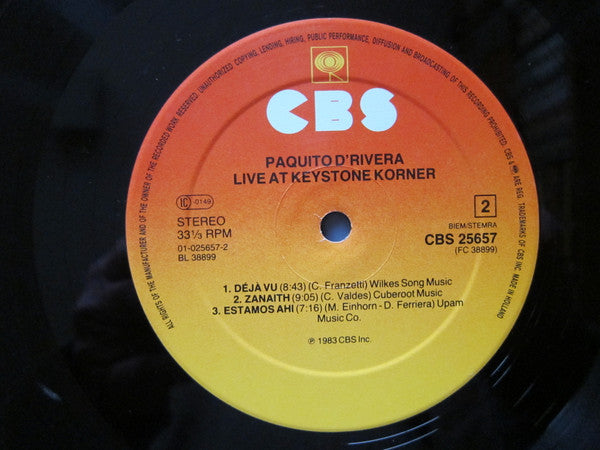 UNAUTHORIZED COPYING, LENDING, HIRING, PUBLIC PERFORMANCE, DIFFUSION AND BROADCASTING OF THIS RECORDING PROHIBITED.
CBS
PAQUITO D'RIVERA
LIVE AT KEYSTONE KORNER
IC -0149
STEREO
33⅓ RPM
01-025657-2
BL 38899
2
BIEM/STEMRA
CBS 25657
(FC 38899)
1. DÉJÀ VU (8:43) (C. Franzetti) Wilkes Song Music
2. ZANAITH (9:05) (C. Valdes) Cuberoot Music
3. ESTAMOS AHI (7:16) (M. Einhorn - D. Ferriera) Upam
Music Co.
℗ 1983 CBS Inc.
ALL RIGHTS OF THE MANUFACTURER AND OF THE OWNER OF THE RECORDED WORK RESERVED.
CBS & ARE REG. TRADEMARKS OF CBS INC. MADE IN HOLLAND